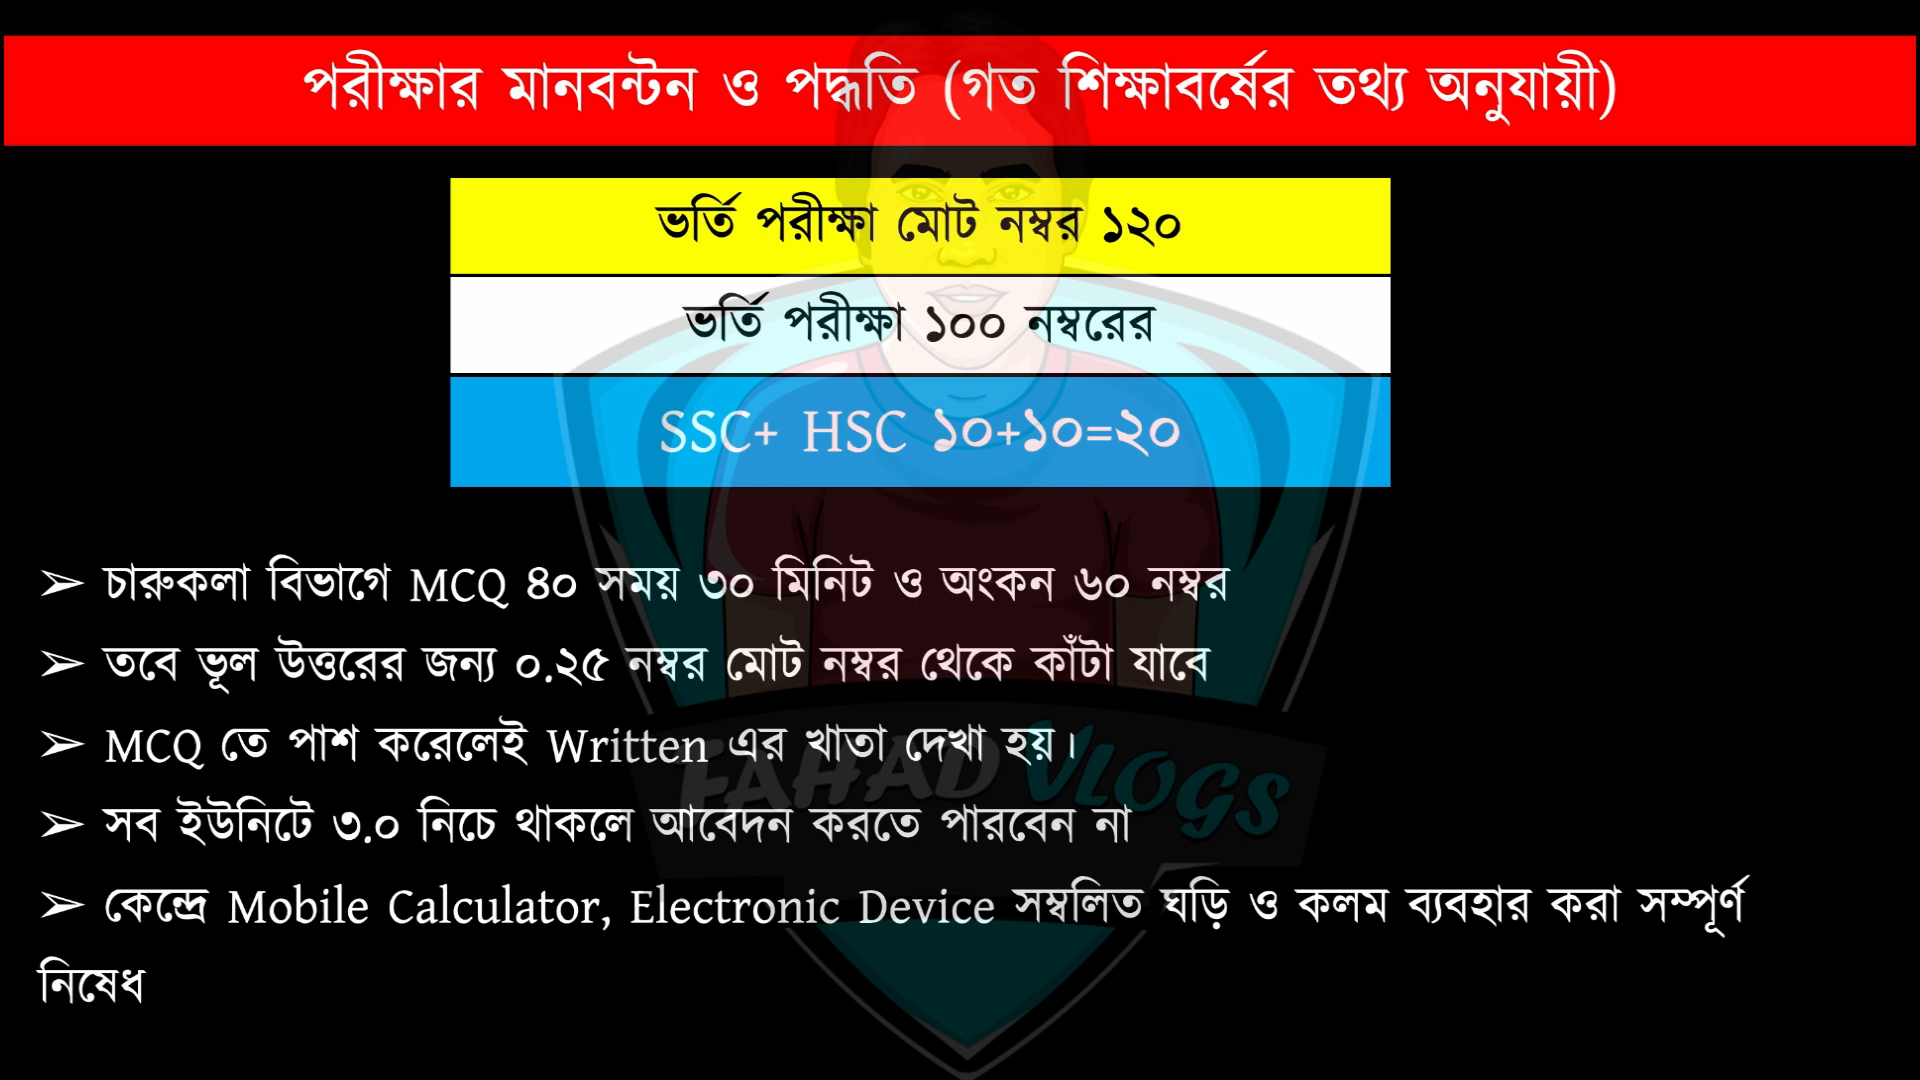 পরীক্ষার মানবন্টন ও পদ্ধতি (গত শিক্ষাবর্ষের তথ্য অনুযায়ী)
ভর্তি পরীক্ষা মোট নম্বর ১২০
ভর্তি পরীক্ষা ১০০ নম্বরের
SSC+ HSC ১০+১০=২০
➢ চারুকলা বিভাগে MCQ ৪০ সময় ৩০ মিনিট ও অংকন ৬০ নম্বর
➢ তবে ভূল উত্তরের জন্য ০.২৫ নম্বর মোট নম্বর থেকে কাঁটা যাবে
➢ MCQ তে পাশ করেলেই Written এর খাতা দেখা হয়।
FAHAD VLOGS
➢ সব ইউনিটে ৩.০ নিচে থাকলে আবেদন করতে পারবেন না
➢ কেন্দ্রে Mobile Calculator, Electronic Device সম্বলিত ঘড়ি ও কলম ব্যবহার করা সম্পূর্ণ
নিষেধ